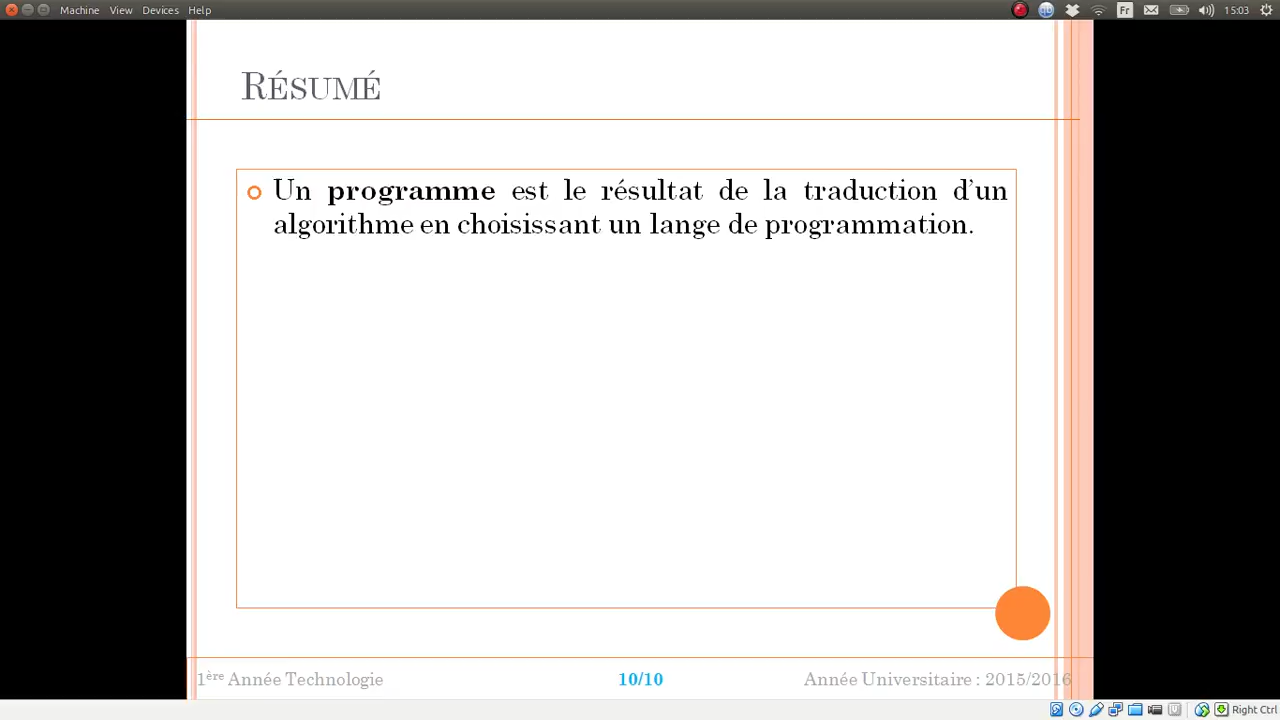 Machine View Devices Help
Fr 15:03
RÉSUMÉ
Un programme est le résultat de la traduction d’un
algorithme en choisissant un lange de programmation.
1ère Année Technologie 10/10 Année Universitaire : 2015/2016
Right Ctrl